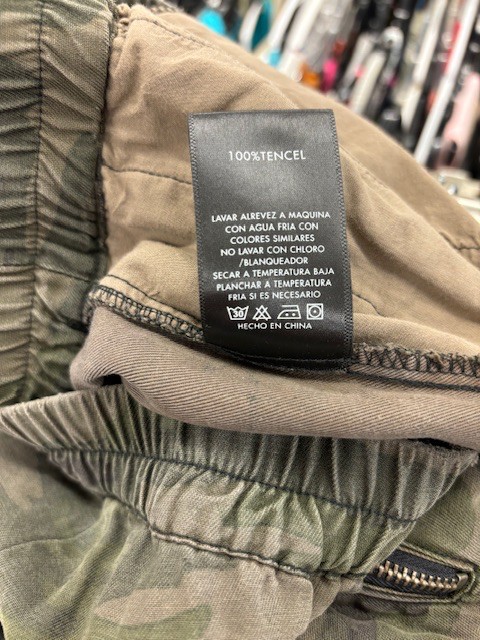 100%TENCEL
LAVAR ALREVEZ A MAQUINA
CON AGUA FRIA CON
COLORES SIMILARES
NO LAVAR CON CHLORO
/BLANQUEADOR
SECAR A TEMPERATURA BAJA
PLANCHAR A TEMPERATURA
FRIA SI ES NECESARIO
30
HECHO EN CHINA